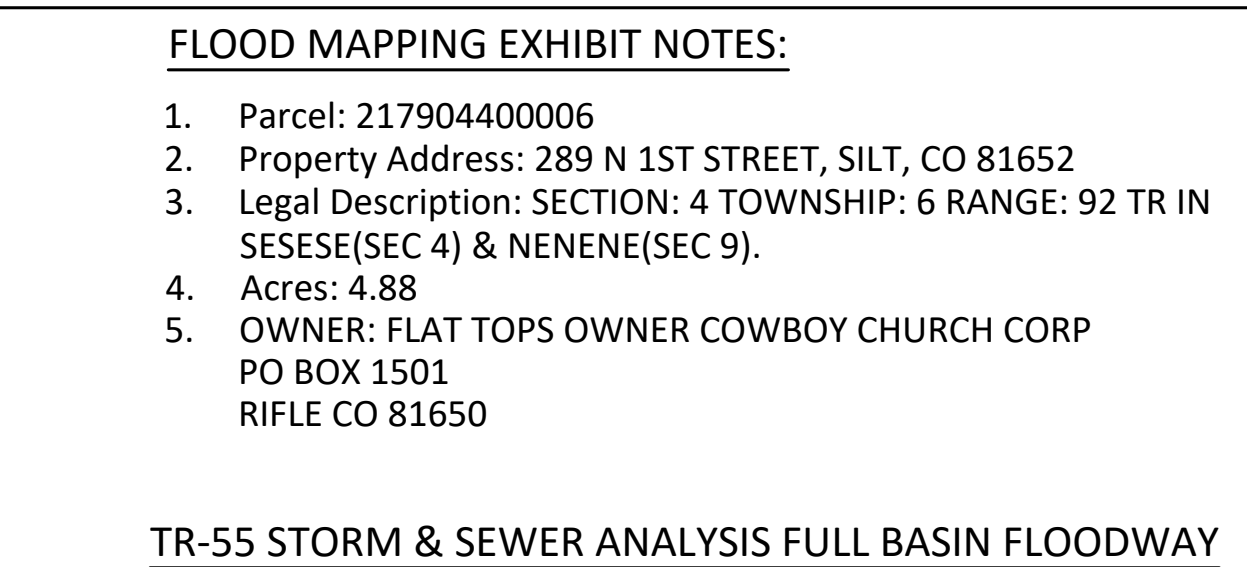 FLOOD MAPPING EXHIBIT NOTES:
1. Parcel: 217904400006
2. Property Address: 289 N 1ST STREET, SILT, CO 81652
3. Legal Description: SECTION: 4 TOWNSHIP: 6 RANGE: 92 TR IN
SESESE(SEC 4) & NENENE(SEC 9).
4. Acres: 4.88
5. OWNER: FLAT TOPS OWNER COWBOY CHURCH CORP
PO BOX 1501
RIFLE CO 81650
TR-55 STORM & SEWER ANALYSIS FULL BASIN FLOODWAY